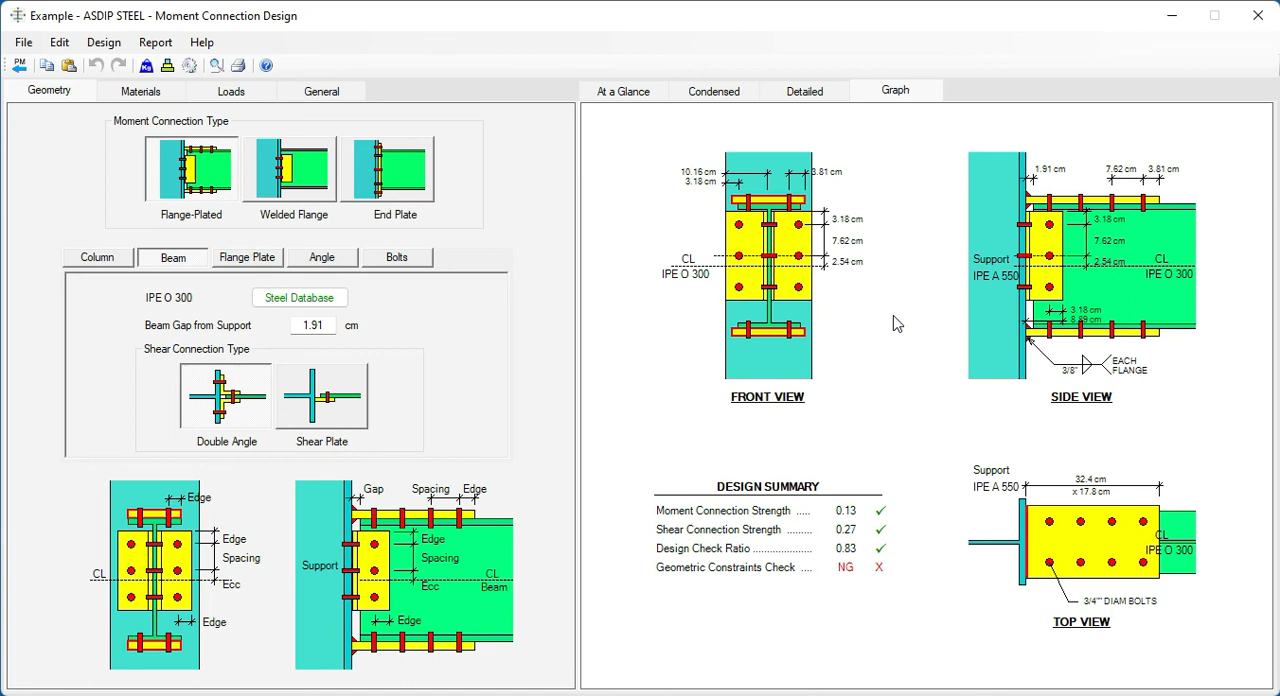 Example - ASDIP STEEL - Moment Connection Design
File Edit Design Report Help
PM
Kg
Geometry Materials Loads General
At a Glance Condensed Detailed Graph
Moment Connection Type
Flange-Plated Welded Flange End Plate
Column Beam Flange Plate Angle Bolts
IPE O 300 Steel Database
Beam Gap from Support 1.91 cm
Shear Connection Type
Double Angle Shear Plate
Edge
Edge
Spacing
CL
Ecc
Edge
Gap Spacing Edge
Edge
Spacing
Support
CL
Ecc
Beam
Edge
10.16 cm
3.81 cm
3.18 cm
3.18 cm
7.62 cm
CL
2.54 cm
IPE O 300
FRONT VIEW
1.91 cm 7.62 cm 3.81 cm
3.18 cm
7.62 cm
Support
2.54 cm
CL
IPE A 550
IPE O 300
3.18 cm
8.89 cm
3/8"
EACH
FLANGE
SIDE VIEW
DESIGN SUMMARY
Moment Connection Strength ..... 0.13 ✓
Shear Connection Strength ........ 0.27 ✓
Design Check Ratio ................... 0.83 ✓
Geometric Constraints Check .... NG X
Support
IPE A 550
32.4 cm
x 17.8 cm
CL
IPE O 300
3/4"" DIAM BOLTS
TOP VIEW